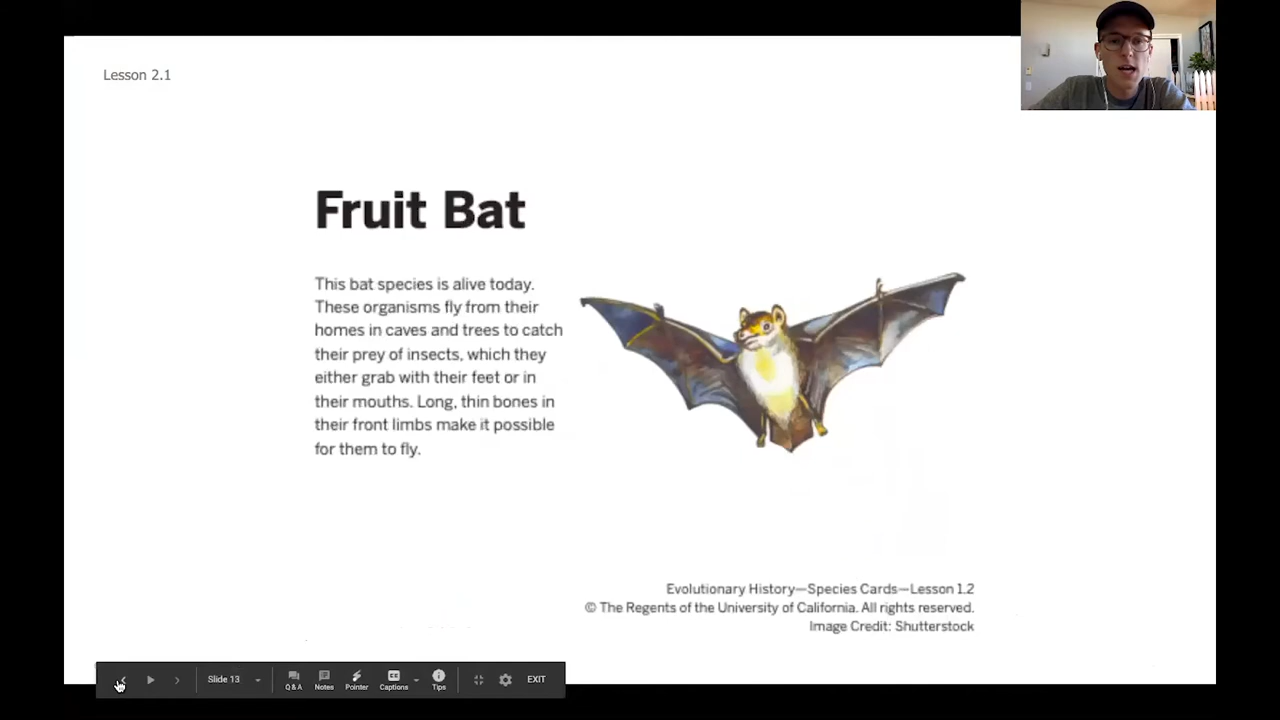 Lesson 2.1
Fruit Bat
This bat species is alive today.
These organisms fly from their
homes in caves and trees to catch
their prey of insects, which they
either grab with their feet or in
their mouths. Long, thin bones in
their front limbs make it possible
for them to fly.
Evolutionary History—Species Cards—Lesson 1.2
© The Regents of the University of California. All rights reserved.
Image Credit: Shutterstock
Slide 13
Q & A
Notes
Pointer
CC
Captions
Tips
EXIT